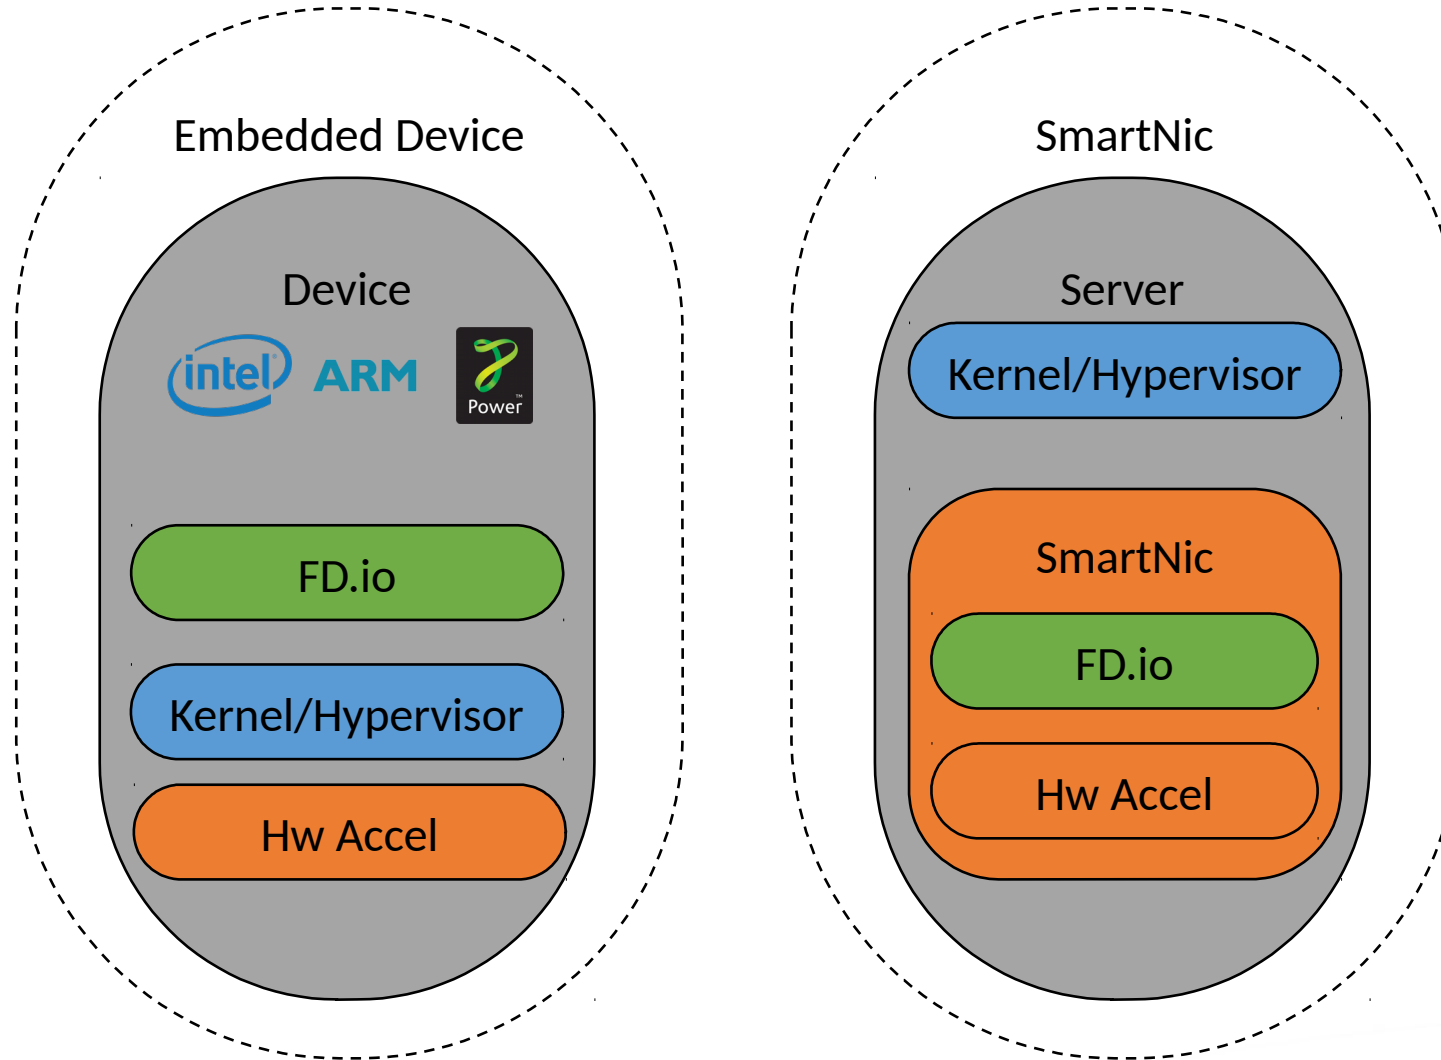 Embedded Device
Device
intel
ARM
Power™
FD.io
Kernel/Hypervisor
Hw Accel
SmartNic
Server
Kernel/Hypervisor
SmartNic
FD.io
Hw Accel